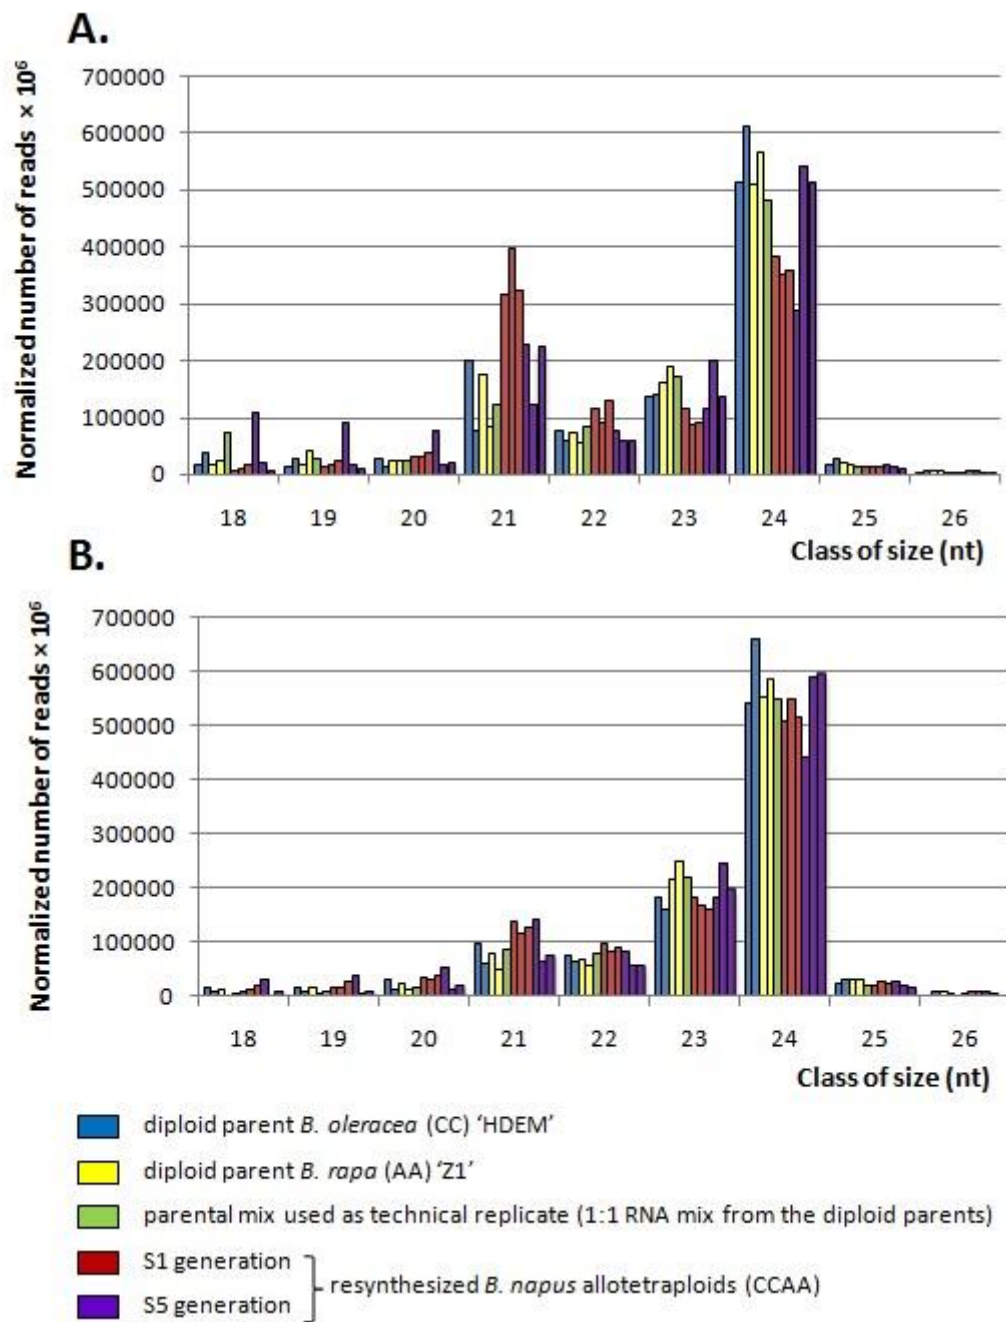 A.
Normalized number of reads × 10⁶
700000
600000
500000
400000
300000
200000
100000
0
18 19 20 21 22 23 24 25 26
Class of size (nt)
B.
Normalized number of reads × 10⁶
700000
600000
500000
400000
300000
200000
100000
0
18 19 20 21 22 23 24 25 26
Class of size (nt)
diploid parent B. oleracea (CC) ‘HDEM’
diploid parent B. rapa (AA) ‘Z1’
parental mix used as technical replicate (1:1 RNA mix from the diploid parents)
S1 generation
resynthesized B. napus allotetraploids (CCAA)
S5 generation